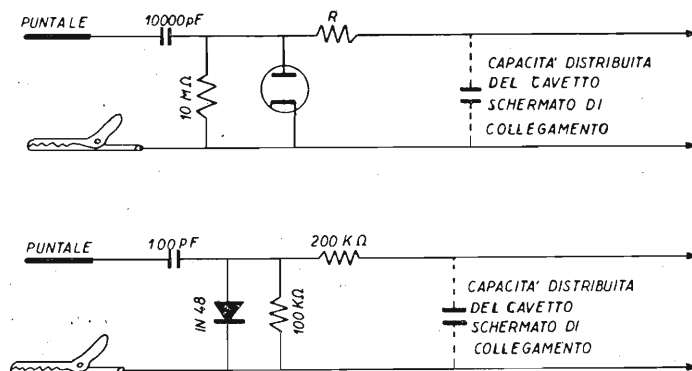 PUNTALE
10000pF
R
10 MΩ
CAPACITA' DISTRIBUITA
DEL CAVETTO
SCHERMATO DI
COLLEGAMENTO
PUNTALE
100PF
200 KΩ
IN 48
100KΩ
CAPACITA' DISTRIBUITA
DEL CAVETTO
SCHERMATO DI
COLLEGAMENTO